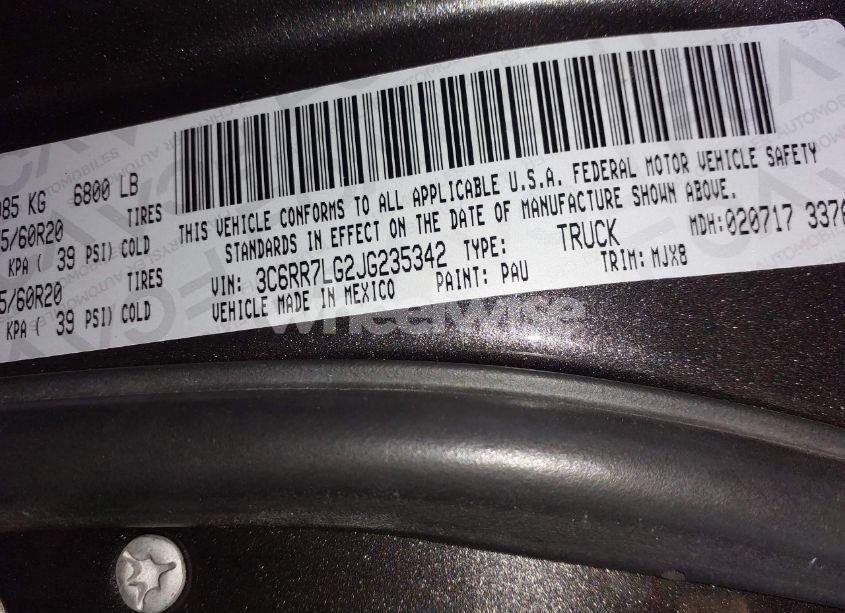 085 KG 6800 LB
5/60R20 TIRES
KPA ( 39 PSI) COLD
5/60R20 TIRES
KPA ( 39 PSI) COLD
THIS VEHICLE CONFORMS TO ALL APPLICABLE U.S.A. FEDERAL MOTOR VEHICLE SAFETY
STANDARDS IN EFFECT ON THE DATE OF MANUFACTURE SHOWN ABOVE.
VIN: 3C6RR7LG2JG235342 TYPE: TRUCK MDH:020717 3370
VEHICLE MADE IN MEXICO PAINT: PAU TRIM: MJX8
wheelwise